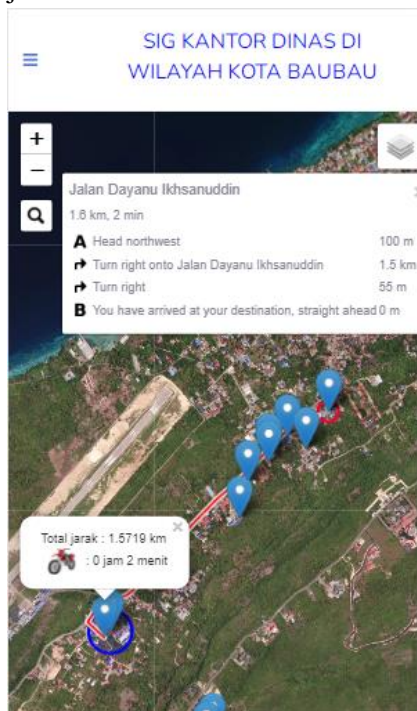 SIG KANTOR DINAS DI
WILAYAH KOTA BAUBAU
+
−
Jalan Dayanu Ikhsanuddin
1.6 km, 2 min
A Head northwest 100 m
Turn right onto Jalan Dayanu Ikhsanuddin 1.5 km
Turn right 55 m
B You have arrived at your destination, straight ahead 0 m
Total jarak : 1.5719 km
: 0 jam 2 menit